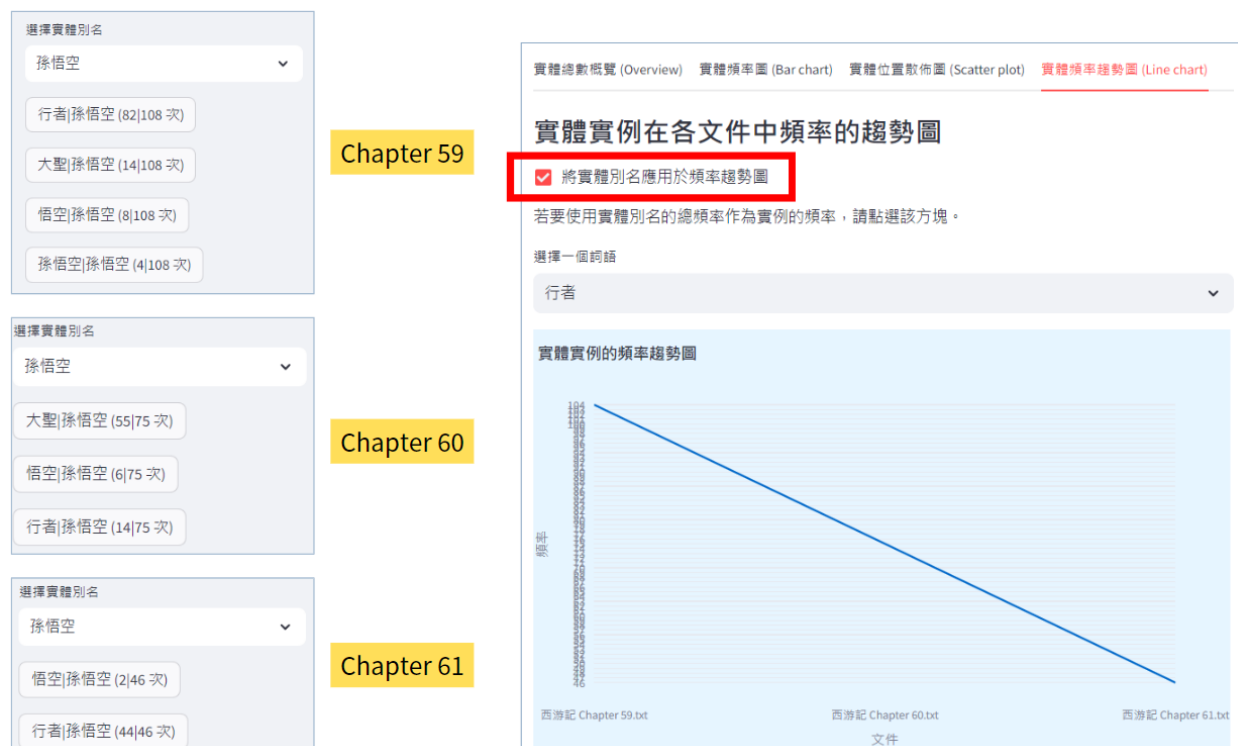 選擇實體別名
孫悟空
行者|孫悟空 (82|108 次)
大聖|孫悟空 (14|108 次)
悟空|孫悟空 (8|108 次)
孫悟空|孫悟空 (4|108 次)
Chapter 59
選擇實體別名
孫悟空
大聖|孫悟空 (55|75 次)
悟空|孫悟空 (6|75 次)
行者|孫悟空 (14|75 次)
Chapter 60
選擇實體別名
孫悟空
悟空|孫悟空 (2|46 次)
行者|孫悟空 (44|46 次)
Chapter 61
實體總數概覽 (Overview) 實體頻率圖 (Bar chart) 實體位置散佈圖 (Scatter plot) 實體頻率趨勢圖 (Line chart)
實體實例在各文件中頻率的趨勢圖
將實體別名應用於頻率趨勢圖
若要使用實體別名的總頻率作為實例的頻率，請點選該方塊。
選擇一個詞語
行者
實體實例的頻率趨勢圖
104
頻率
46
西游記 Chapter 59.txt 西游記 Chapter 60.txt 西游記 Chapter 61.txt
文件